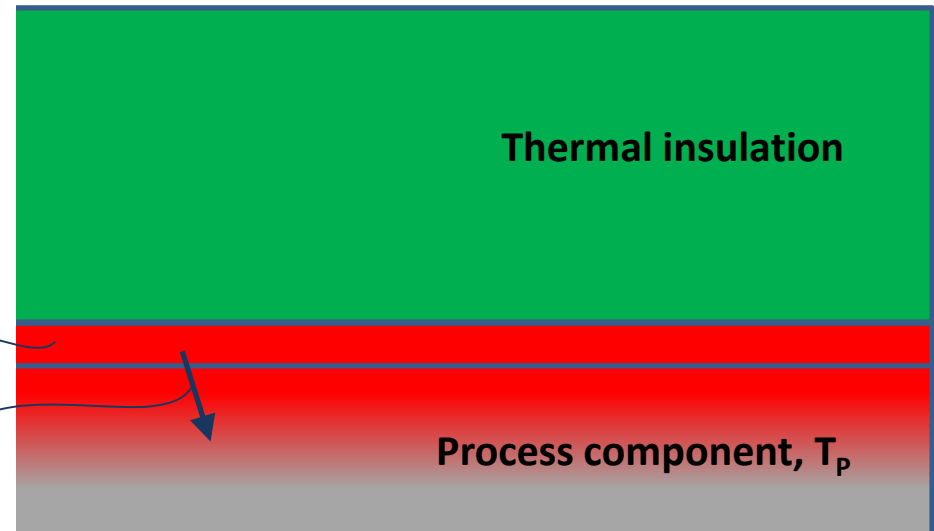 Thermal insulation
Process component, Tₚ